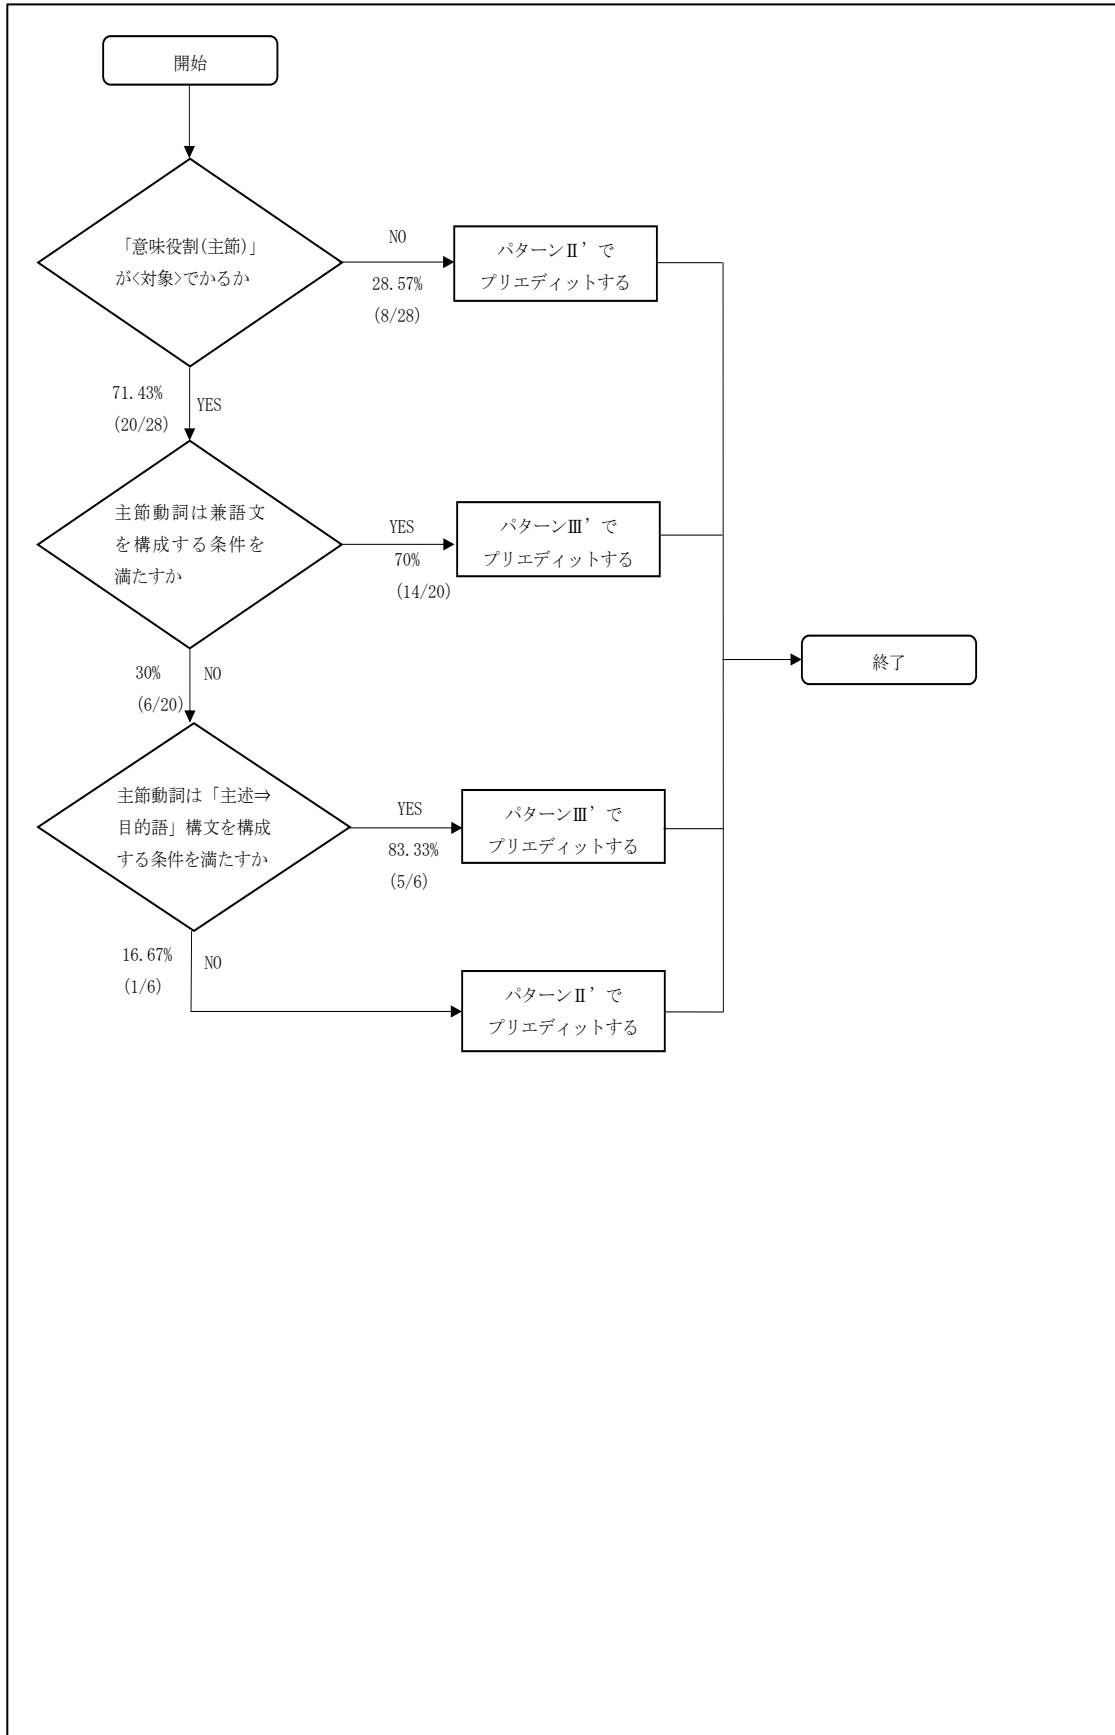 開始
「意味役割(主節)」
が<対象>でかるか
NO
28.57%
(8/28)
パターンⅡ’で
プリエディットする
71.43%
YES
(20/28)
主節動詞は兼語文
を構成する条件を
満たすか
YES
70%
(14/20)
パターンⅢ’で
プリエディットする
30%
NO
(6/20)
終了
主節動詞は「主述⇒
目的語」構文を構成
する条件を満たすか
YES
83.33%
(5/6)
パターンⅢ’で
プリエディットする
16.67%
NO
(1/6)
パターンⅡ’で
プリエディットする